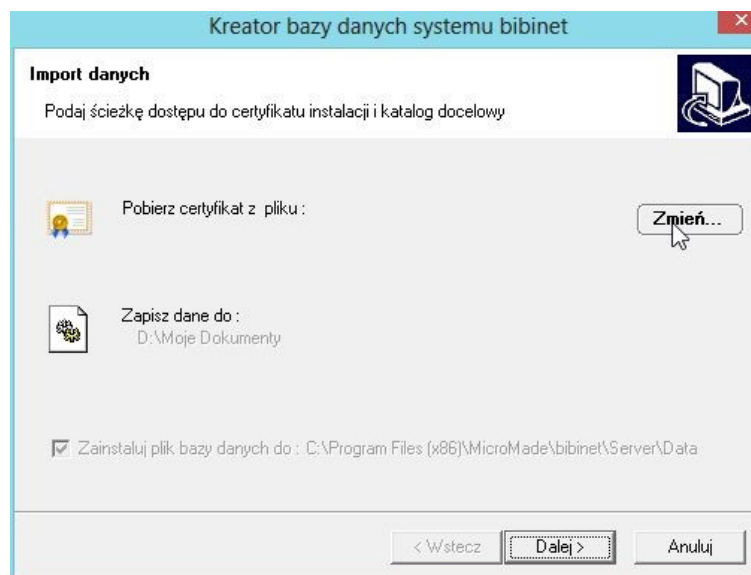 Kreator bazy danych systemu bibinet
Import danych
Podaj ścieżkę dostępu do certyfikatu instalacji i katalog docelowy
Pobierz certyfikat z pliku :
Zmień...
Zapisz dane do :
D:\Moje Dokumenty
Zainstaluj plik bazy danych do : C:\Program Files (x86)\MicroMade\bibinet\Server\Data
< Wstecz
Dalej >
Anuluj